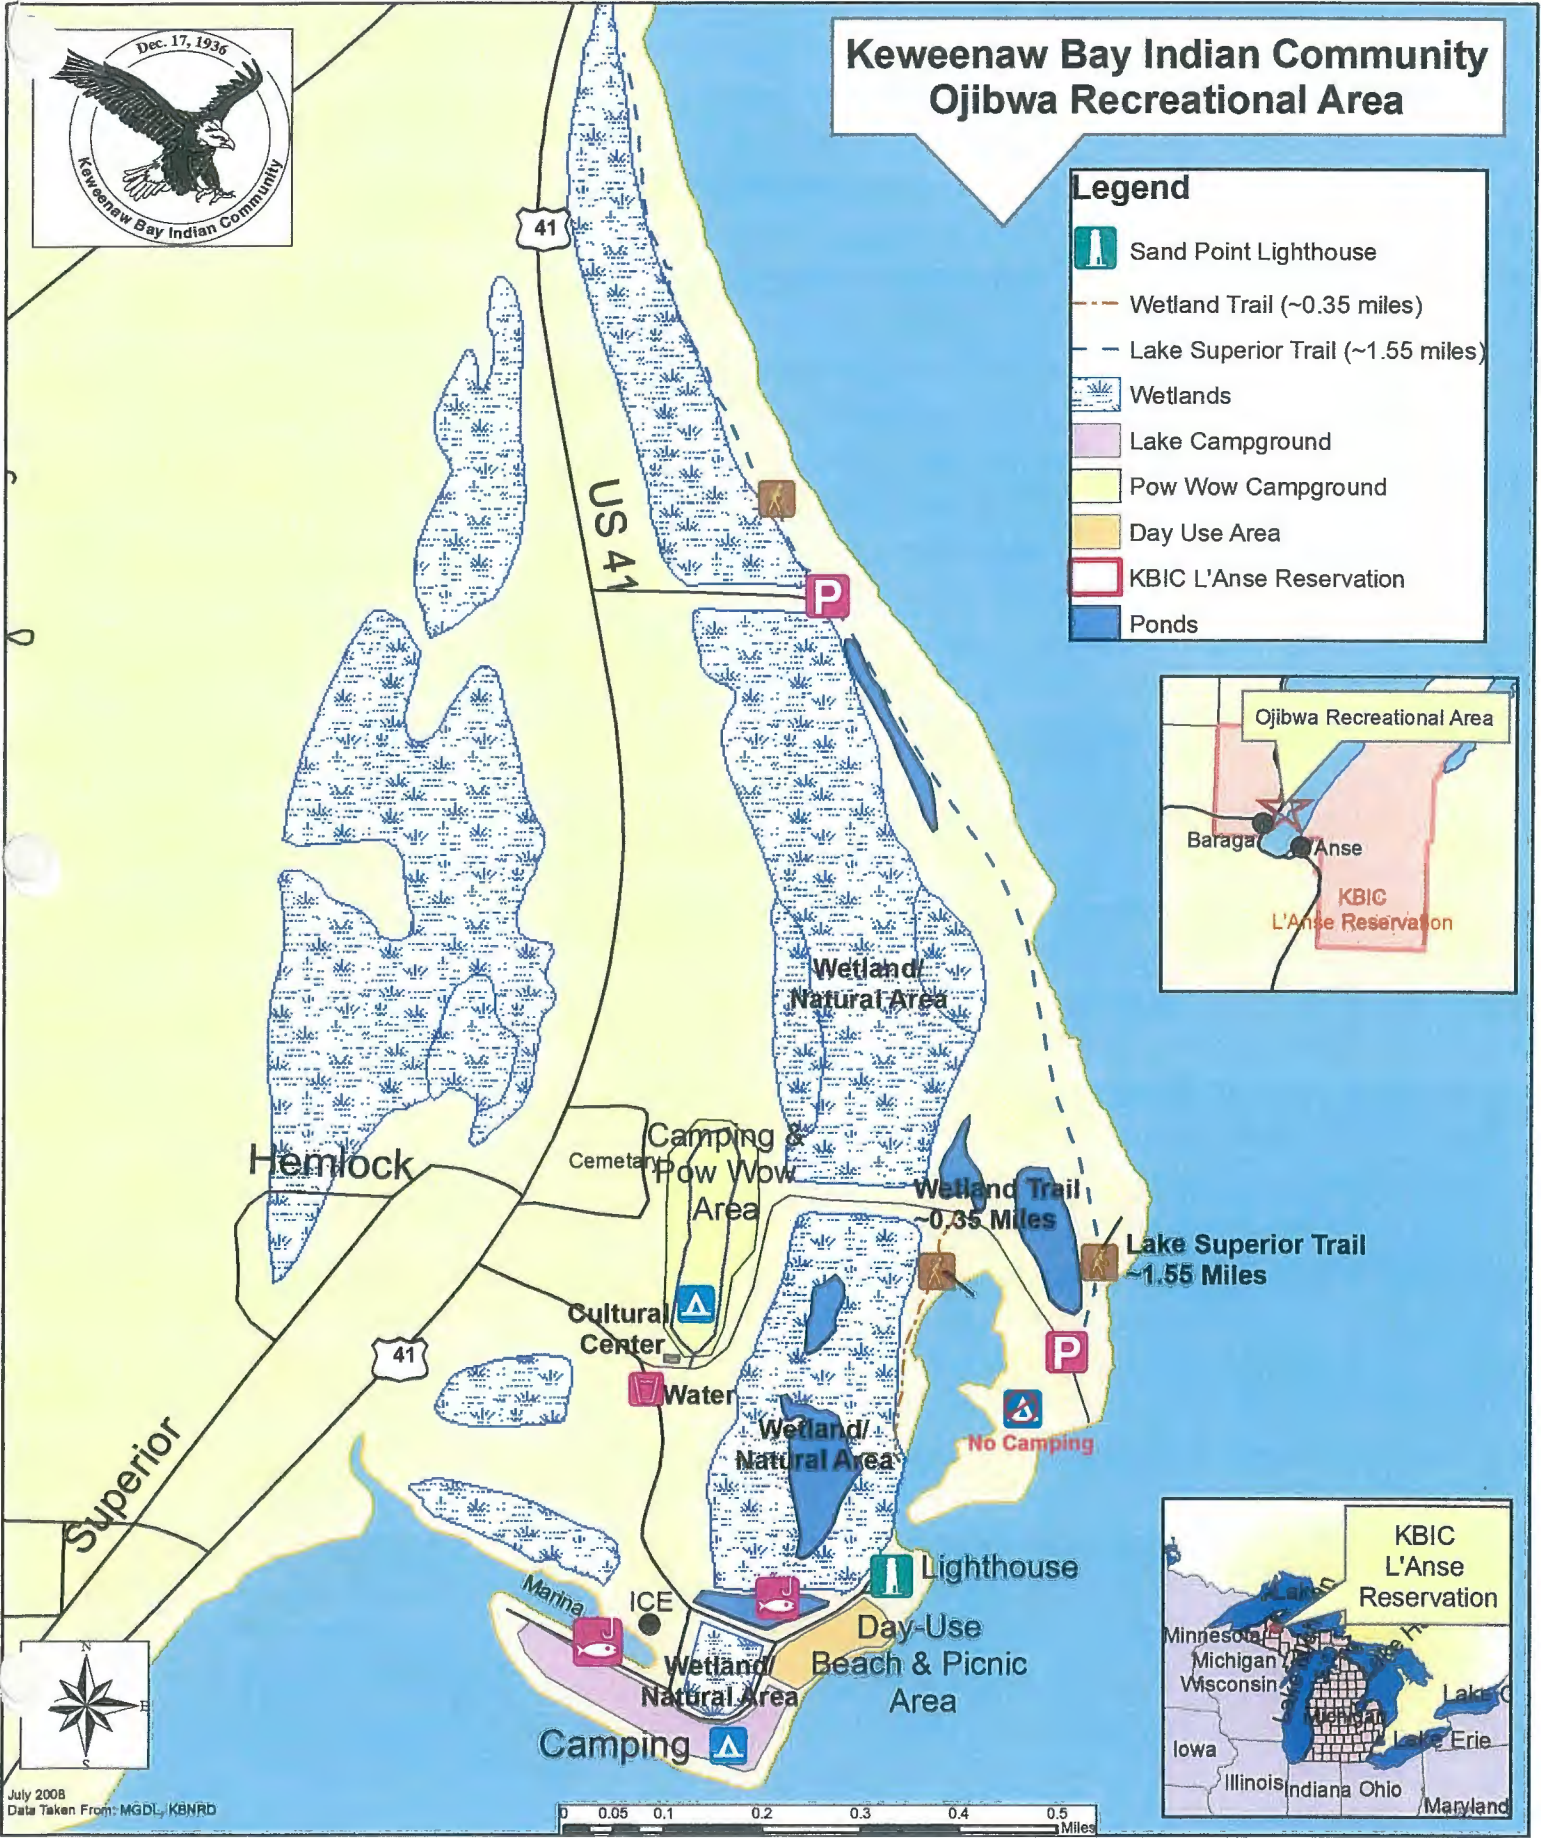 Dec. 17, 1936
Keweenaw Bay Indian Community
Keweenaw Bay Indian Community
Ojibwa Recreational Area
Legend
Sand Point Lighthouse
Wetland Trail (~0.35 miles)
Lake Superior Trail (~1.55 miles)
Wetlands
Lake Campground
Pow Wow Campground
Day Use Area
KBIC L'Anse Reservation
Ponds
41
US 41
P
Ojibwa Recreational Area
Baraga
Anse
KBIC
L'Anse Reservation
Wetland/
Natural Area
Hemlock
Cemetary
Camping &
Pow Wow
Area
Wetland Trail
~0.35 Miles
Lake Superior Trail
~1.55 Miles
Cultural
Center
41
P
Water
No Camping
Wetland/
Natural Area
Superior
Lighthouse
Marina
ICE
Day-Use
Beach & Picnic
Area
Wetland/
Natural Area
Camping
KBIC
L'Anse
Reservation
Minnesota
Michigan
Wisconsin
Michigan
Lake Erie
Iowa
Illinois
Indiana
Ohio
Maryland
N
E
S
July 2008
Data Taken From: MGDL, KBNRD
0 0.05 0.1 0.2 0.3 0.4 0.5
Miles